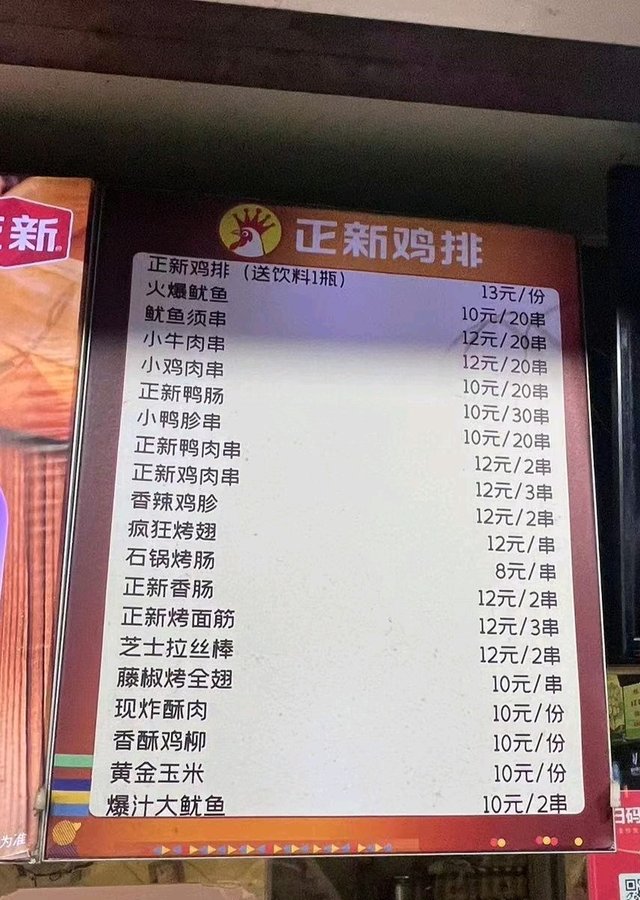 正新
正新鸡排
正新鸡排（送饮料1瓶） 13元/份
火爆鱿鱼 10元/20串
鱿鱼须串 12元/20串
小牛肉串 12元/20串
小鸡肉串 10元/20串
正新鸭肠 10元/30串
小鸭胗串 10元/20串
正新鸭肉串 12元/2串
正新鸡肉串 12元/3串
香辣鸡胗 12元/2串
疯狂烤翅 12元/串
石锅烤肠 8元/串
正新香肠 12元/2串
正新烤面筋 12元/3串
芝士拉丝棒 12元/2串
藤椒烤全翅 10元/串
现炸酥肉 10元/份
香酥鸡柳 10元/份
黄金玉米 10元/份
爆汁大鱿鱼 10元/2串
为准
扫码